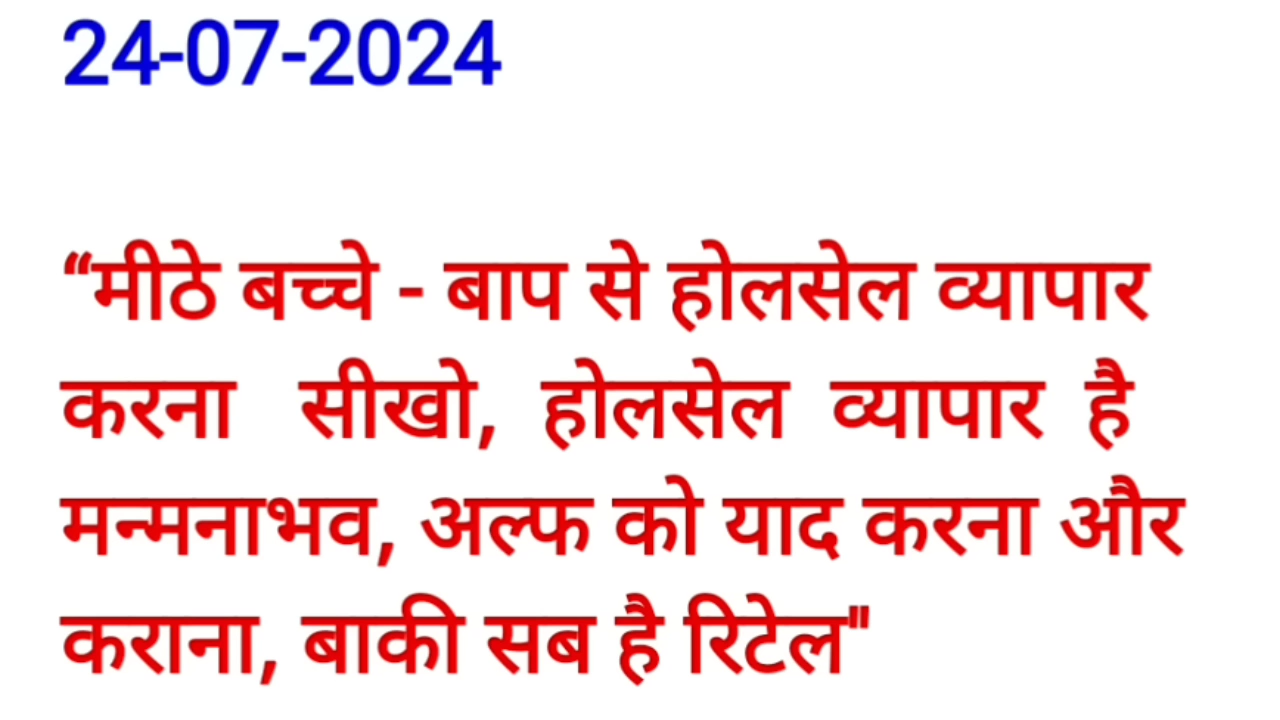 24-07-2024
“मीठे बच्चे - बाप से होलसेल व्यापार
करना सीखो, होलसेल व्यापार है
मन्मनाभव, अल्फ को याद करना और
कराना, बाकी सब है रिटेल"